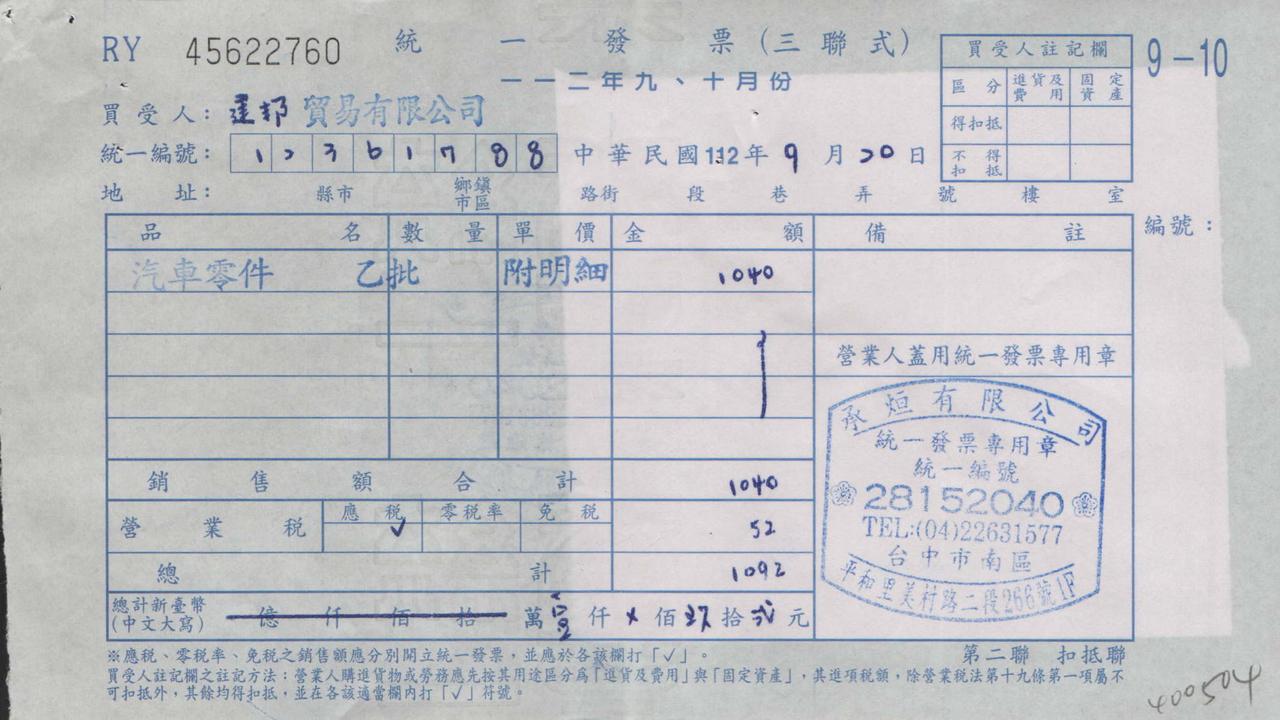 RY 45622760 統一發票(三聯式)
一一二年九、十月份
9-10
買受人註記欄
區分 進貨及費用 固定資產
得扣抵
不得扣抵
買受人: 建邦 貿易有限公司
統一編號: 12361788 中華民國112年9月20日
地址: 縣市 鄉鎮市區 路街 段 巷 弄 號 樓 室
品名 數量 單價 金額 備註 編號:
汽車零件 乙批 附明細 1040
營業人蓋用統一發票專用章
銷售額合計 1040
營業稅 應稅 √ 零稅率 免稅 52
總計 1092
總計新臺幣(中文大寫) 億 仟 佰 拾 萬 壹 仟 x 佰 玖 拾 貳 元
承烜有限公司
統一發票專用章
統一編號
28152040
TEL:(04)22631577
台中市南區
平和里美村路二段266號1F
※應稅、零稅率、免稅之銷售額應分別開立統一發票,並應於各該欄打「√」。
第二聯 扣抵聯
買受人註記欄之註記方法:營業人購進貨物或勞務應先按其用途區分為「進貨及費用」與「固定資產」,其進項稅額,除營業稅法第十九條第一項屬不
可扣抵外,其餘均得扣抵,並在各該適當欄內打「√」符號。
400504